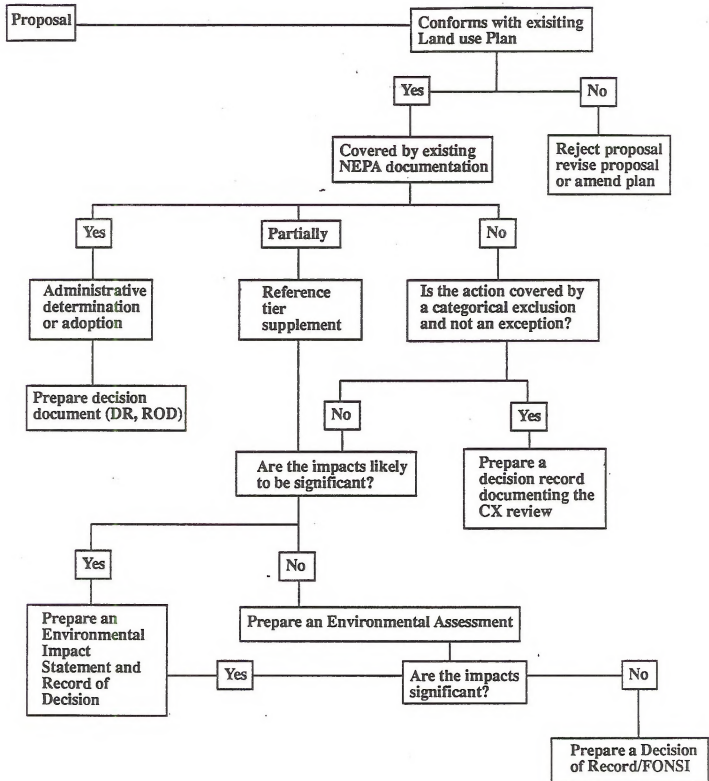 Proposal
Conforms with exisiting
Land use Plan
Yes
No
Covered by existing
NEPA documentation
Reject proposal
revise proposal
or amend plan
Yes
Partially
No
Administrative
determination
or adoption
Reference
tier
supplement
Is the action covered by
a categorical exclusion
and not an exception?
Prepare decision
document (DR, ROD)
No
Yes
Are the impacts likely
to be significant?
Prepare a
decision record
documenting the
CX review
Yes
No
Prepare an
Environmental
Impact
Statement and
Record of
Decision
Prepare an Environmental Assessment
Yes
Are the impacts
significant?
No
Prepare a Decision
of Record/FONSI